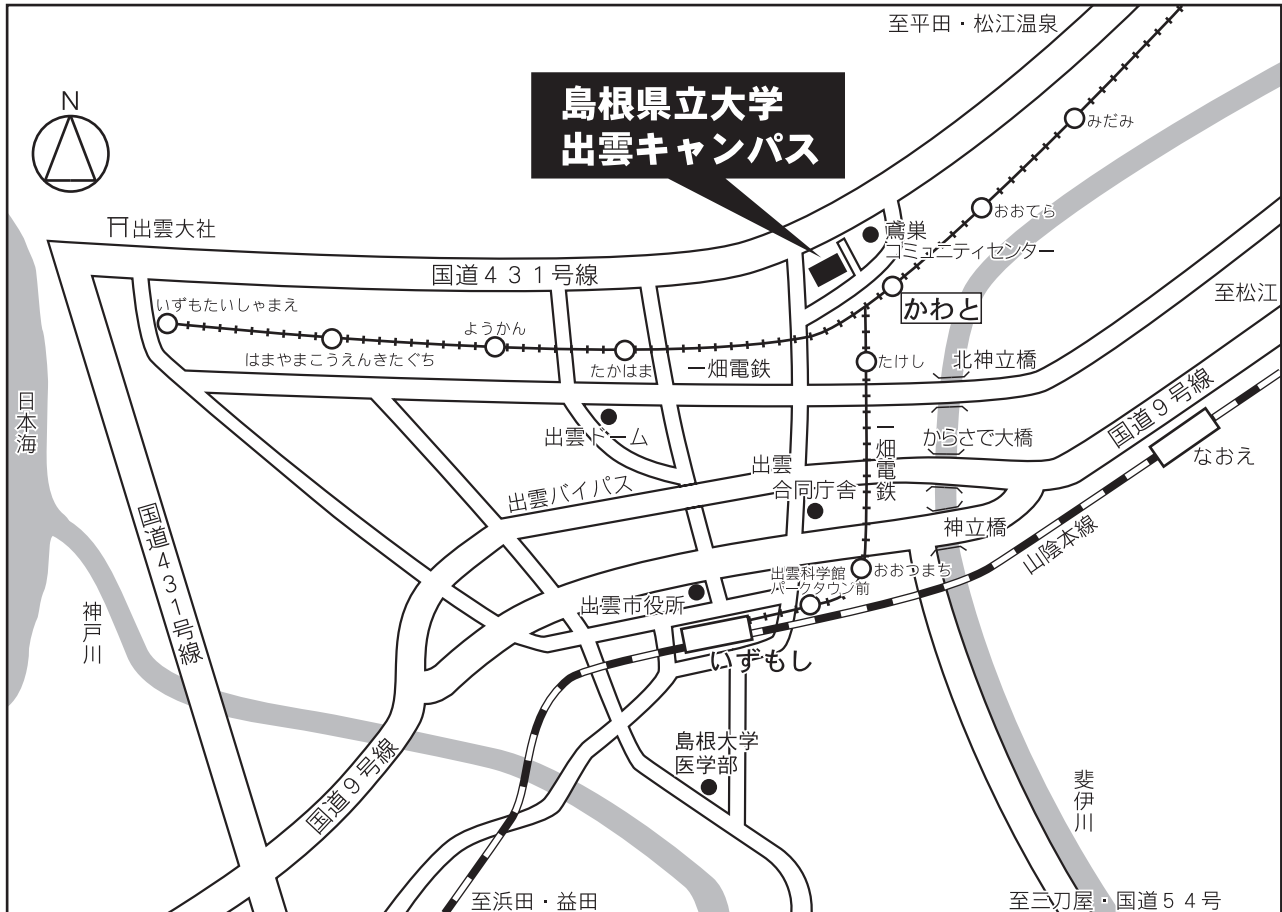 至平田・松江温泉
N
島根県立大学
出雲キャンパス
みだみ
おおてら
鳶巣
コミュニティセンター
出雲大社
国道４３１号線
いずもたいしゃまえ
はまやまこうえんきたぐち
ようかん
たかはま
一畑電鉄
かわと
たけし
至松江
北神立橋
からさで大橋
国道９号線
なおえ
日本海
出雲ドーム
出雲バイパス
出雲
合同庁舎
一畑電鉄
神立橋
山陰本線
国道４３１号線
神戸川
出雲科学館
パークタウン前
おおつまち
出雲市役所
いずもし
島根大学
医学部
国道９号線
斐伊川
至浜田・益田
至三刀屋・国道５４号